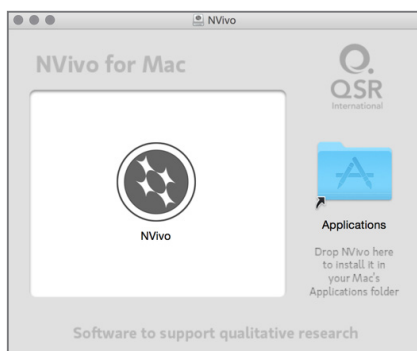 NVivo
NVivo for Mac
QSR
International
NVivo
Applications
Drop NVivo here
to install it in
your Mac's
Applications folder
Software to support qualitative research